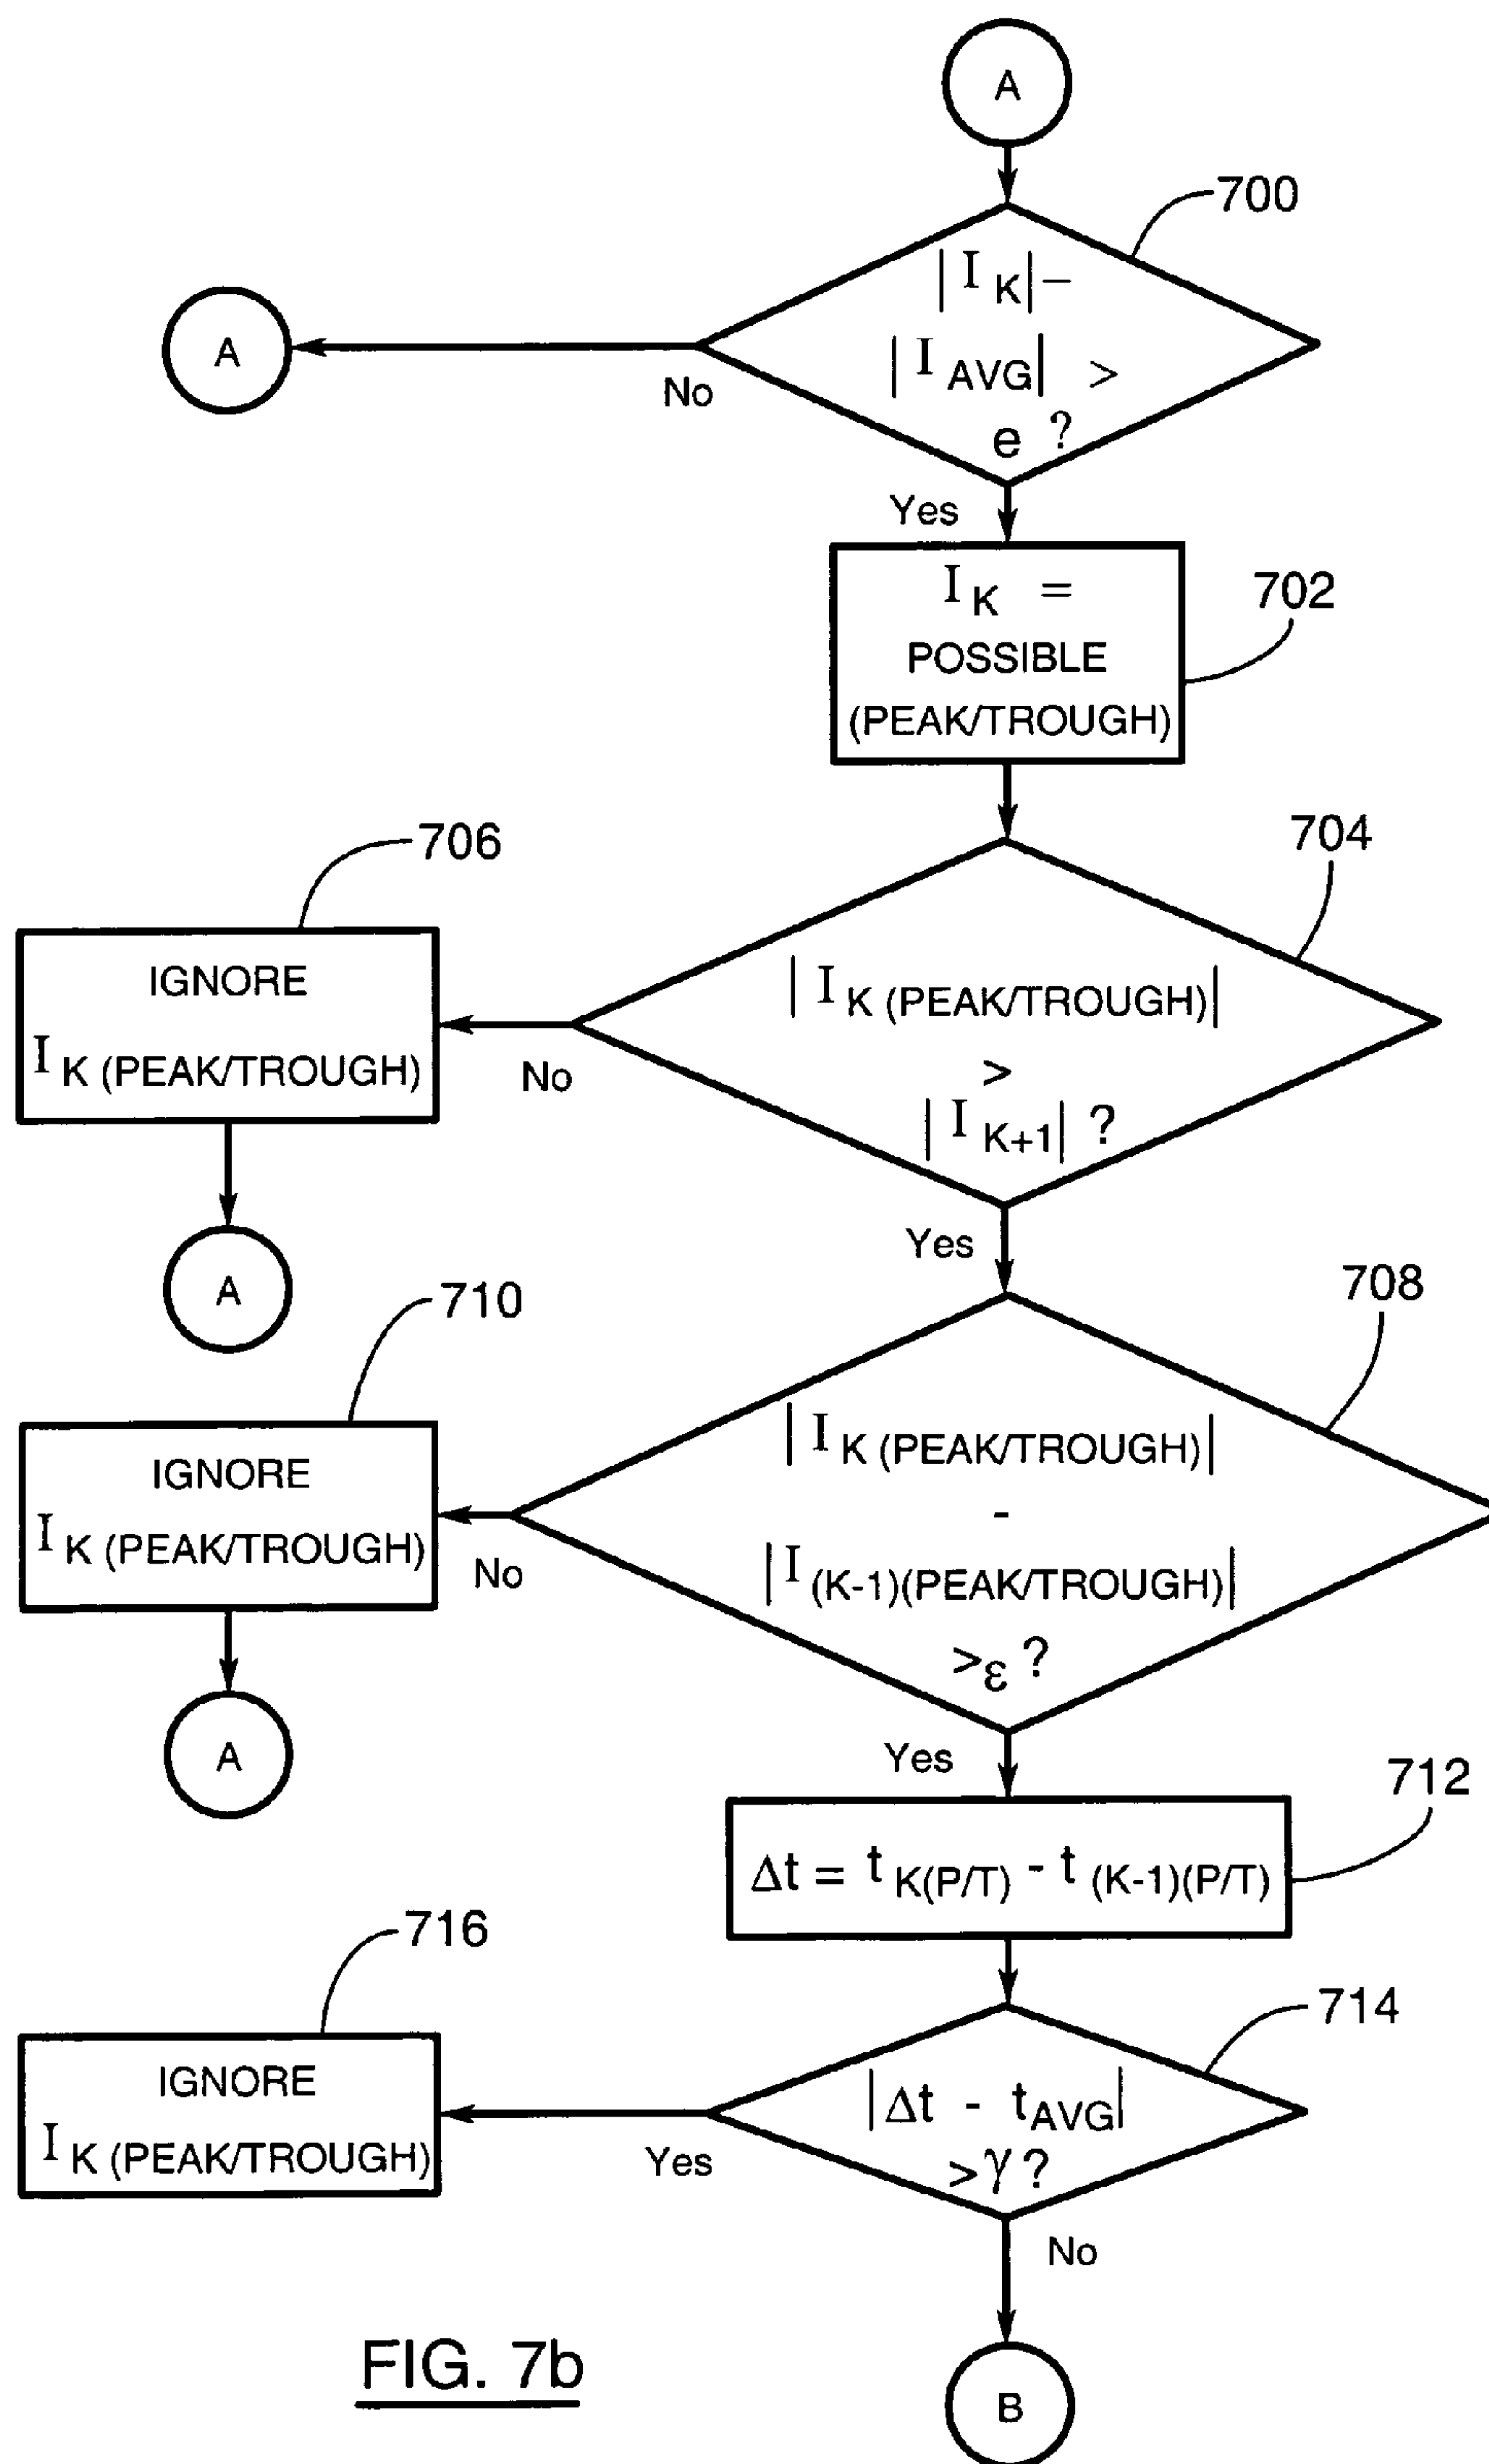 A
700
| I K | –
A
| I AVG | >
No
e ?
Yes
I K =
702
POSSIBLE
(PEAK/TROUGH)
704
706
IGNORE
| I K (PEAK/TROUGH) |
I K (PEAK/TROUGH)
No
>
| I K+1 | ?
Yes
A
710
708
| I K (PEAK/TROUGH) |
IGNORE
-
I K (PEAK/TROUGH)
No
| I (K-1)(PEAK/TROUGH) |
> ε ?
Yes
A
712
Δt = t K(P/T) - t (K-1)(P/T)
716
714
IGNORE
| Δt - t AVG |
I K (PEAK/TROUGH)
Yes
> γ ?
No
FIG. 7b
B